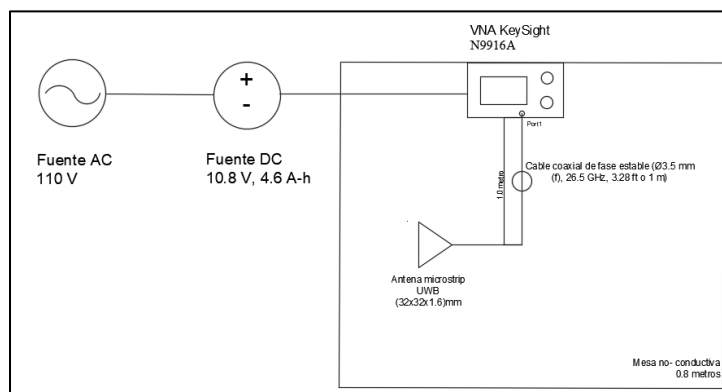 VNA KeySight
N9916A
+
-
Port1
Fuente AC
110 V
Fuente DC
10.8 V, 4.6 A-h
1.0 metro
Cable coaxial de fase estable (Ø3.5 mm
(f), 26.5 GHz, 3.28 ft o 1 m)
Antena microstrip
UWB
(32x32x1.6)mm
Mesa no- conductiva
0.8 metros